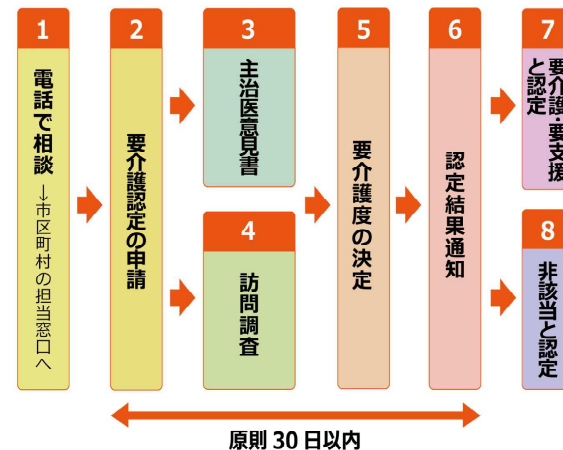 1
電話で相談
→市区町村の担当窓口へ
2
要介護認定の申請
3
主治医意見書
4
訪問調査
5
要介護度の決定
6
認定結果通知
7
要介護・要支援
と認定
8
非該当と認定
原則30日以内